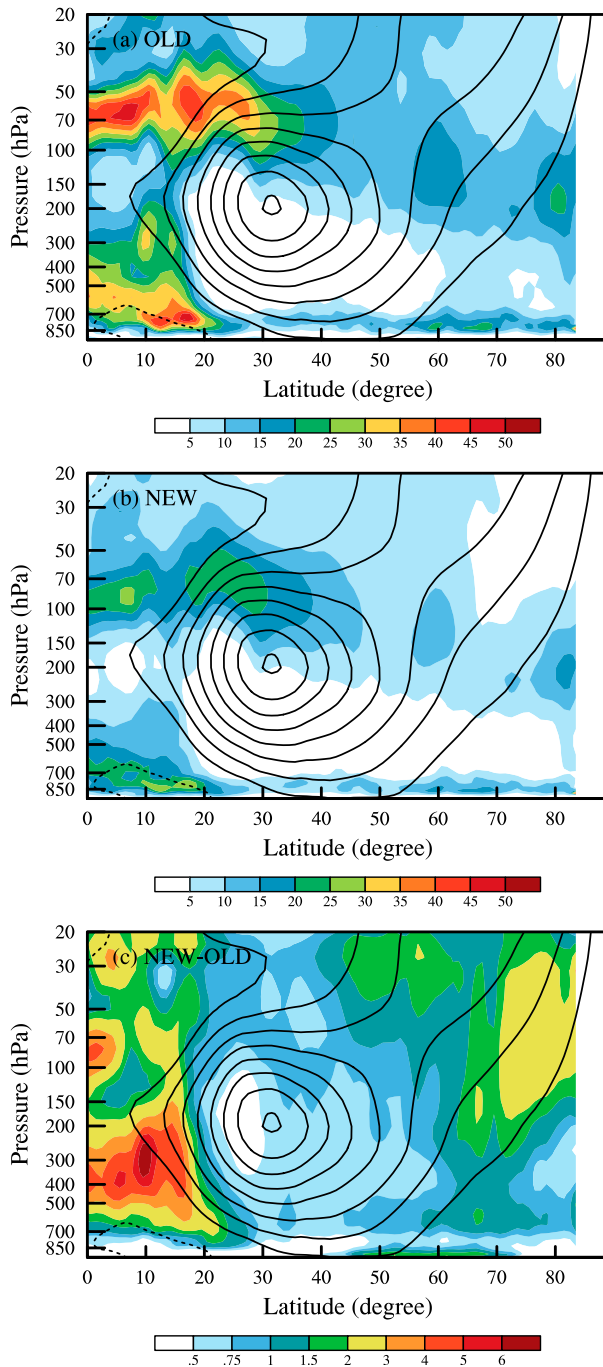 (a) OLD
20
30
50
70
100
150
200
300
400
500
700
850
Pressure (hPa)
0 10 20 30 40 50 60 70 80
Latitude (degree)
5 10 15 20 25 30 35 40 45 50
(b) NEW
20
30
50
70
100
150
200
300
400
500
700
850
Pressure (hPa)
0 10 20 30 40 50 60 70 80
Latitude (degree)
5 10 15 20 25 30 35 40 45 50
(c) NEW-OLD
20
30
50
70
100
150
200
300
400
500
700
850
Pressure (hPa)
0 10 20 30 40 50 60 70 80
Latitude (degree)
.5 .75 1 1.5 2 3 4 5 6